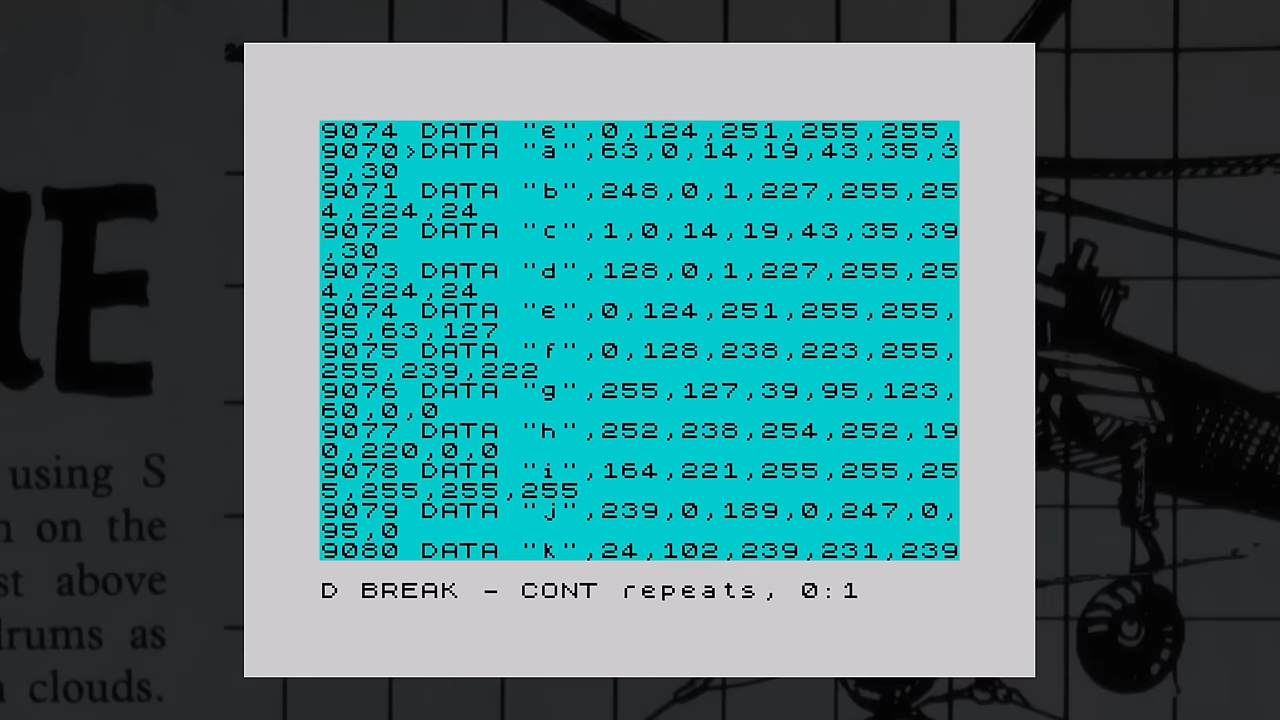 9074 DATA "e",0,124,251,255,255,
9070>DATA "a",63,0,14,19,43,35,3
9,30
9071 DATA "b",248,0,1,227,255,25
4,224,24
9072 DATA "c",1,0,14,19,43,35,39
,30
9073 DATA "d",128,0,1,227,255,25
4,224,24
9074 DATA "e",0,124,251,255,255,
95,63,127
9075 DATA "f",0,128,238,223,255,
255,239,222
9076 DATA "g",255,127,39,95,123,
60,0,0
9077 DATA "h",252,238,254,252,19
0,220,0,0
9078 DATA "i",164,221,255,255,25
5,255,255,255
9079 DATA "j",239,0,189,0,247,0,
95,0
9080 DATA "k",24,102,239,231,239
D BREAK - CONT repeats, 0:1
using S
on the
above
drums as
clouds.